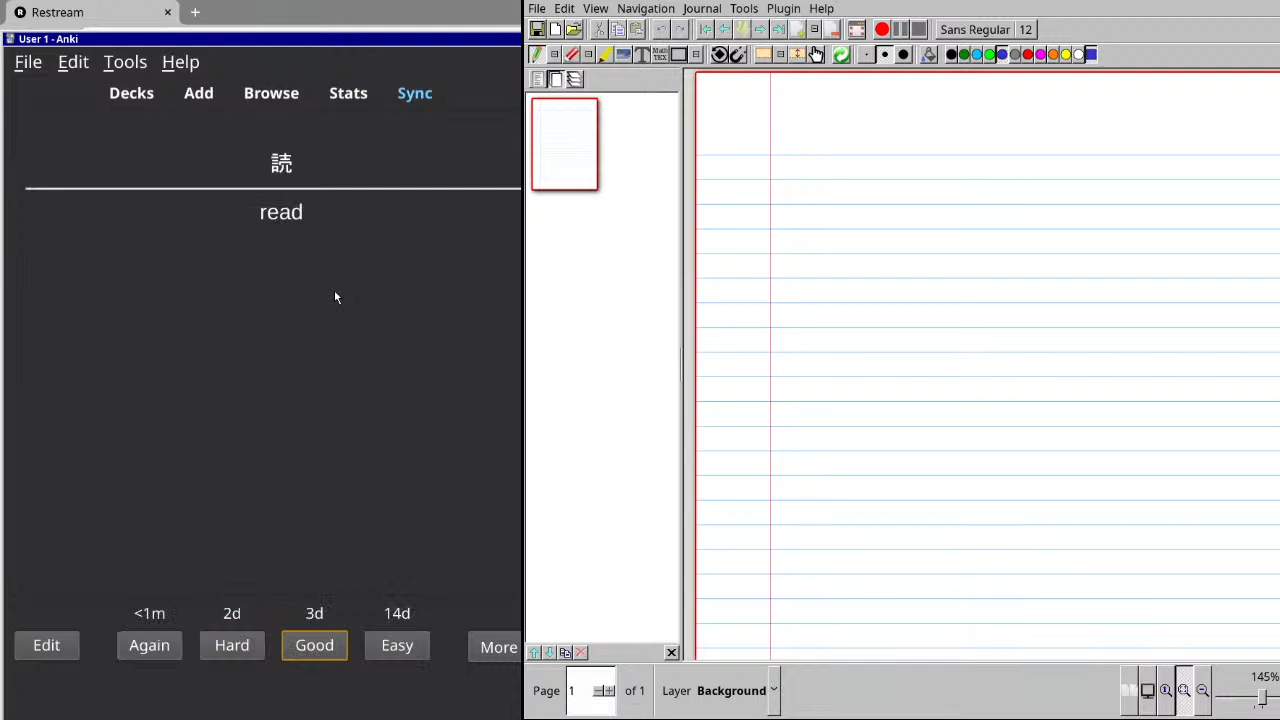 Restream
User 1 - Anki
File Edit Tools Help
Decks Add Browse Stats Sync
読
read
<1m 2d 3d 14d
Edit Again Hard Good Easy More
File Edit View Navigation Journal Tools Plugin Help
Sans Regular 12
Page 1 of 1 Layer Background
145%